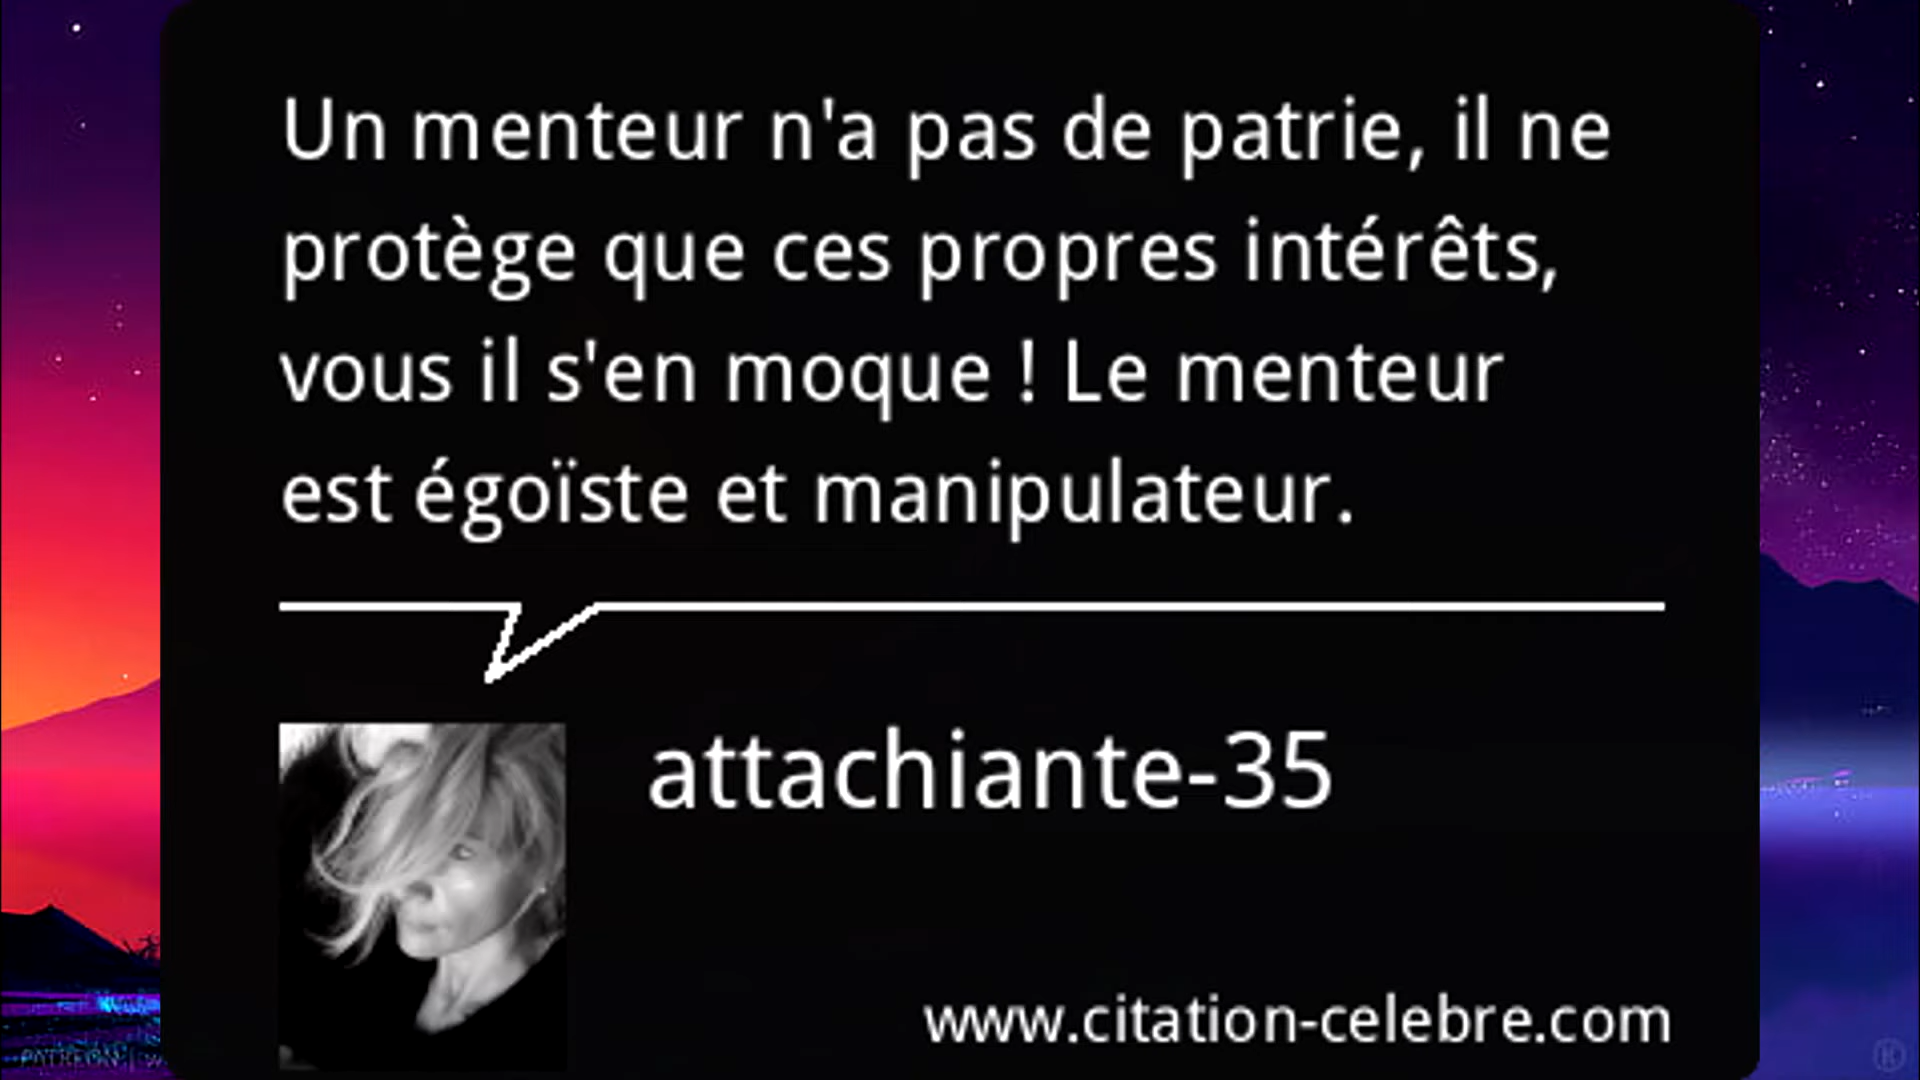 Un menteur n'a pas de patrie, il ne
protège que ces propres intérêts,
vous il s'en moque ! Le menteur
est égoïste et manipulateur.
attachiante-35
www.citation-celebre.com
PATREON